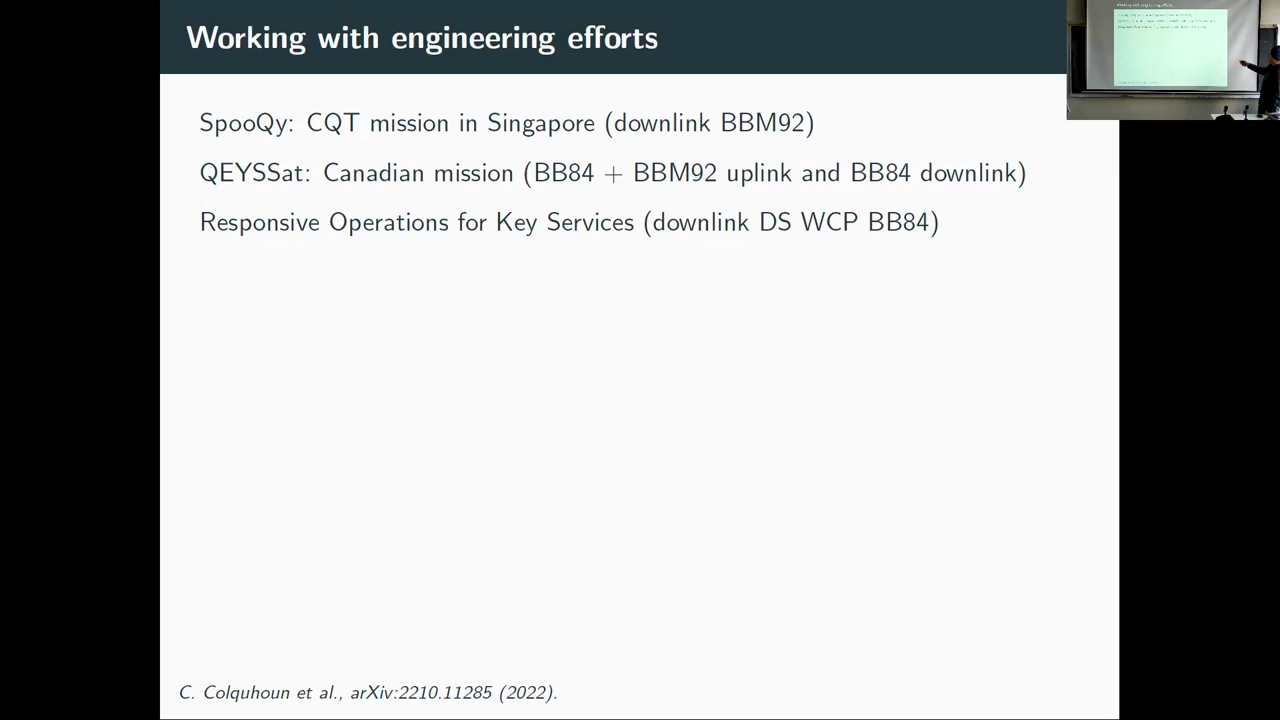 Working with engineering efforts
SpooQy: CQT mission in Singapore (downlink BBM92)
QEYSSat: Canadian mission (BB84 + BBM92 uplink and BB84 downlink)
Responsive Operations for Key Services (downlink DS WCP BB84)
C. Colquhoun et al., arXiv:2210.11285 (2022).